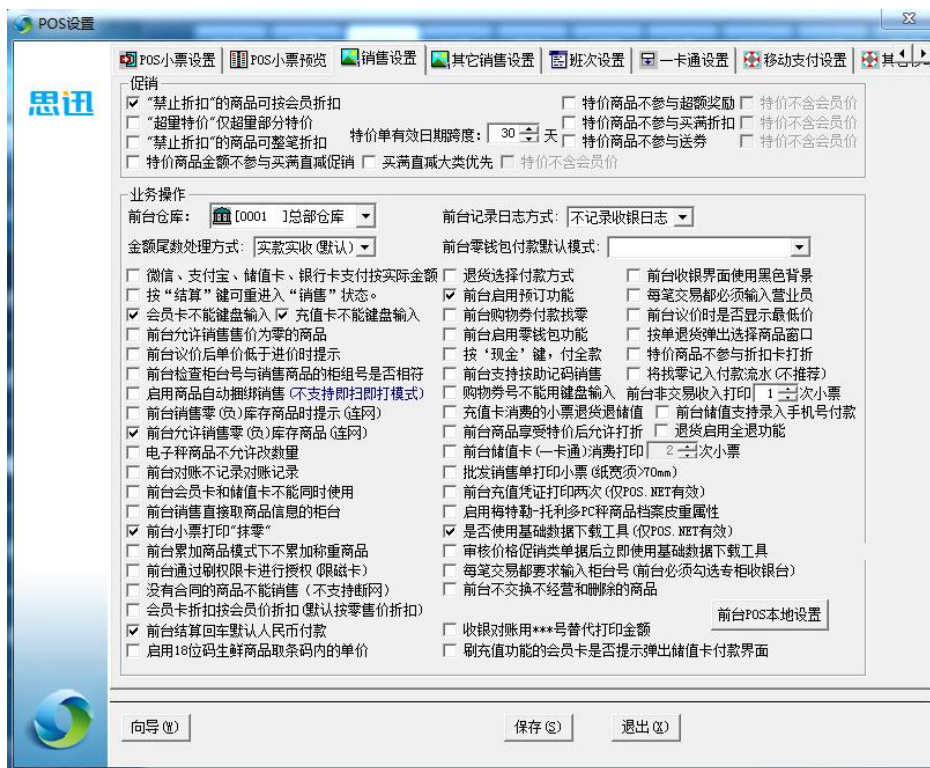 POS设置
POS小票设置 POS小票预览 销售设置 其它销售设置 班次设置 一卡通设置 移动支付设置
思迅
促销
“禁止折扣”的商品可按会员折扣 特价商品不参与超额奖励 特价不含会员价
“超里特价”仅超里部分特价 特价单有效日期跨度: 30 天 特价商品不参与买满折扣 特价不含会员价
“禁止折扣”的商品可整笔折扣 特价商品不参与送券 特价不含会员价
特价商品金额不参与买满直减促销 买满直减大类优先 特价不含会员价
业务操作
前台仓库: [0001 ]总部仓库 前台记录日志方式: 不记录收银日志
金额尾数处理方式: 实款实收(默认) 前台零钱包付款默认模式:
微信、支付宝、储值卡、银行卡支付按实际金额 退货选择付款方式 前台收银界面使用黑色背景
按“结算”键可重进入“销售”状态。 前台启用预订功能 每笔交易都必须输入营业员
会员卡不能键盘输入 充值卡不能键盘输入 前台购物券付款找零 前台议价时是否显示最低价
前台允许销售售价为零的商品 前台启用零钱包功能 按单退货弹出选择商品窗口
前台议价后单价低于进价时提示 按‘现金’键,付全款 特价商品不参与折扣卡打折
前台检查柜台号与销售商品的柜组号是否相符 前台支持按助记码销售 将找零记入付款流水(不推荐)
启用商品自动捆绑销售(不支持即扫即打模式) 购物券号不能用键盘输入 前台非交易收入打印 1 次小票
前台销售零(负)库存商品时提示(连网) 充值卡消费的小票退货退储值 前台储值支持录入手机号付款
前台允许销售零(负)库存商品(连网) 前台商品享受特价后允许打折 退货启用全退功能
电子秤商品不允许改数量 前台储值卡(一卡通)消费打印 2 次小票
前台对账不记录对账记录 批发销售单打印小票(纸宽须>70mm)
前台会员卡和储值卡不能同时使用 前台充值凭证打印两次(仅POS.NET有效)
前台销售直接取商品信息的柜台 启用梅特勒-托利多PC秤商品档案皮重属性
前台小票打印“抹零” 是否使用基础数据下载工具(仅POS.NET有效)
前台累加商品模式下不累加称重商品 审核价格促销类单据后立即使用基础数据下载工具
前台通过刷权限卡进行授权(限磁卡) 每笔交易都要求输入柜台号(前台必须勾选专柜收银台)
没有合同的商品不能销售(不支持断网) 前台不交换不经营和删除的商品
会员卡折扣按会员价折扣(默认按零售价折扣) 前台POS本地设置
前台结算回车默认人民币付款 收银对账用***号替代打印金额
启用18位码生鲜商品取条码内的单价 刷充值功能的会员卡是否提示弹出储值卡付款界面
向导(W) 保存(S) 退出(X)